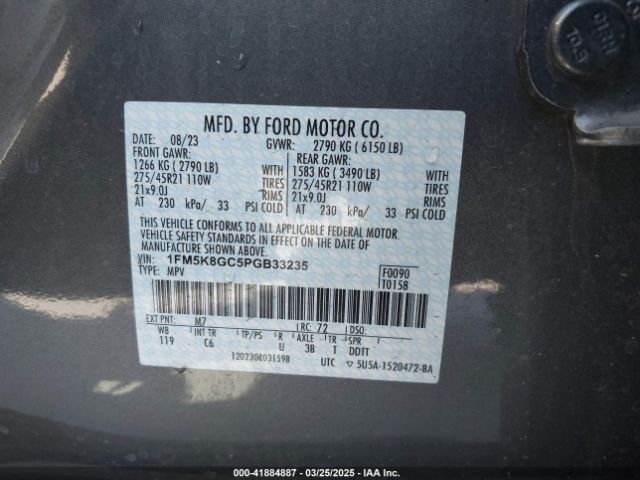 01RH
10.9
MFD. BY FORD MOTOR CO.
DATE: 08/23 GVWR: 2790 KG ( 6150 LB)
FRONT GAWR: REAR GAWR:
1266 KG ( 2790 LB) WITH 1583 KG ( 3490 LB) WITH
275/45R21 110W TIRES 275/45R21 110W TIRES
21x9.0J RIMS 21x9.0J RIMS
AT 230 kPa/ 33 PSI COLD AT 230 kPa/ 33 PSI COLD
THIS VEHICLE CONFORMS TO ALL APPLICABLE FEDERAL MOTOR
VEHICLE SAFETY STANDARDS IN EFFECT ON THE DATE OF
MANUFACTURE SHOWN ABOVE.
VIN: 1FM5K8GC5PGB33235 F0090
TYPE: MPV T0158
EXT PNT: M7 RC: 72 DSO:
WB INT TR TP/PS R AXLE TR SPR
119 C6 U 3B T DDTT
1202308031598 UTC ▽ 5U5A-1520472-BA
000-41884887 - 03/25/2025 - IAA Inc.